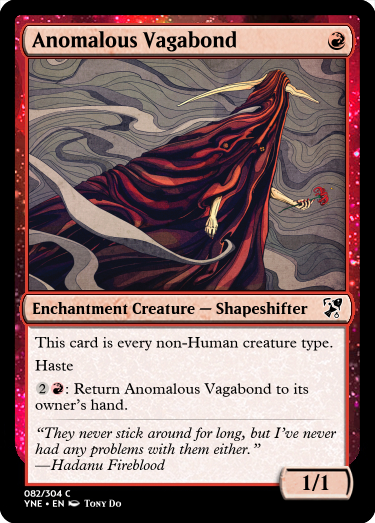 Anomalous Vagabond
Enchantment Creature — Shapeshifter
This card is every non-Human creature type.
Haste
2: Return Anomalous Vagabond to its
owner's hand.
"They never stick around for long, but I've never
had any problems with them either."
—Hadanu Fireblood
1/1
082/304 C
YNE • EN Tony Do